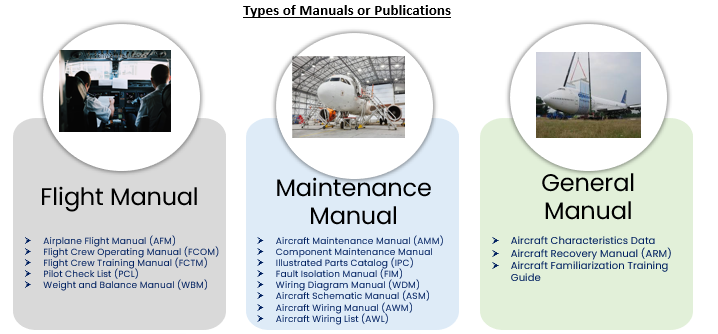 Types of Manuals or Publications
Flight Manual
Airplane Flight Manual (AFM)
Flight Crew Operating Manual (FCOM)
Flight Crew Training Manual (FCTM)
Pilot Check List (PCL)
Weight and Balance Manual (WBM)
Maintenance
Manual
Aircraft Maintenance Manual (AMM)
Component Maintenance Manual
Illustrated Parts Catalog (IPC)
Fault Isolation Manual (FIM)
Wiring Diagram Manual (WDM)
Aircraft Schematic Manual (ASM)
Aircraft Wiring Manual (AWM)
Aircraft Wiring List (AWL)
General
Manual
Aircraft Characteristics Data
Aircraft Recovery Manual (ARM)
Aircraft Familiarization Training
Guide